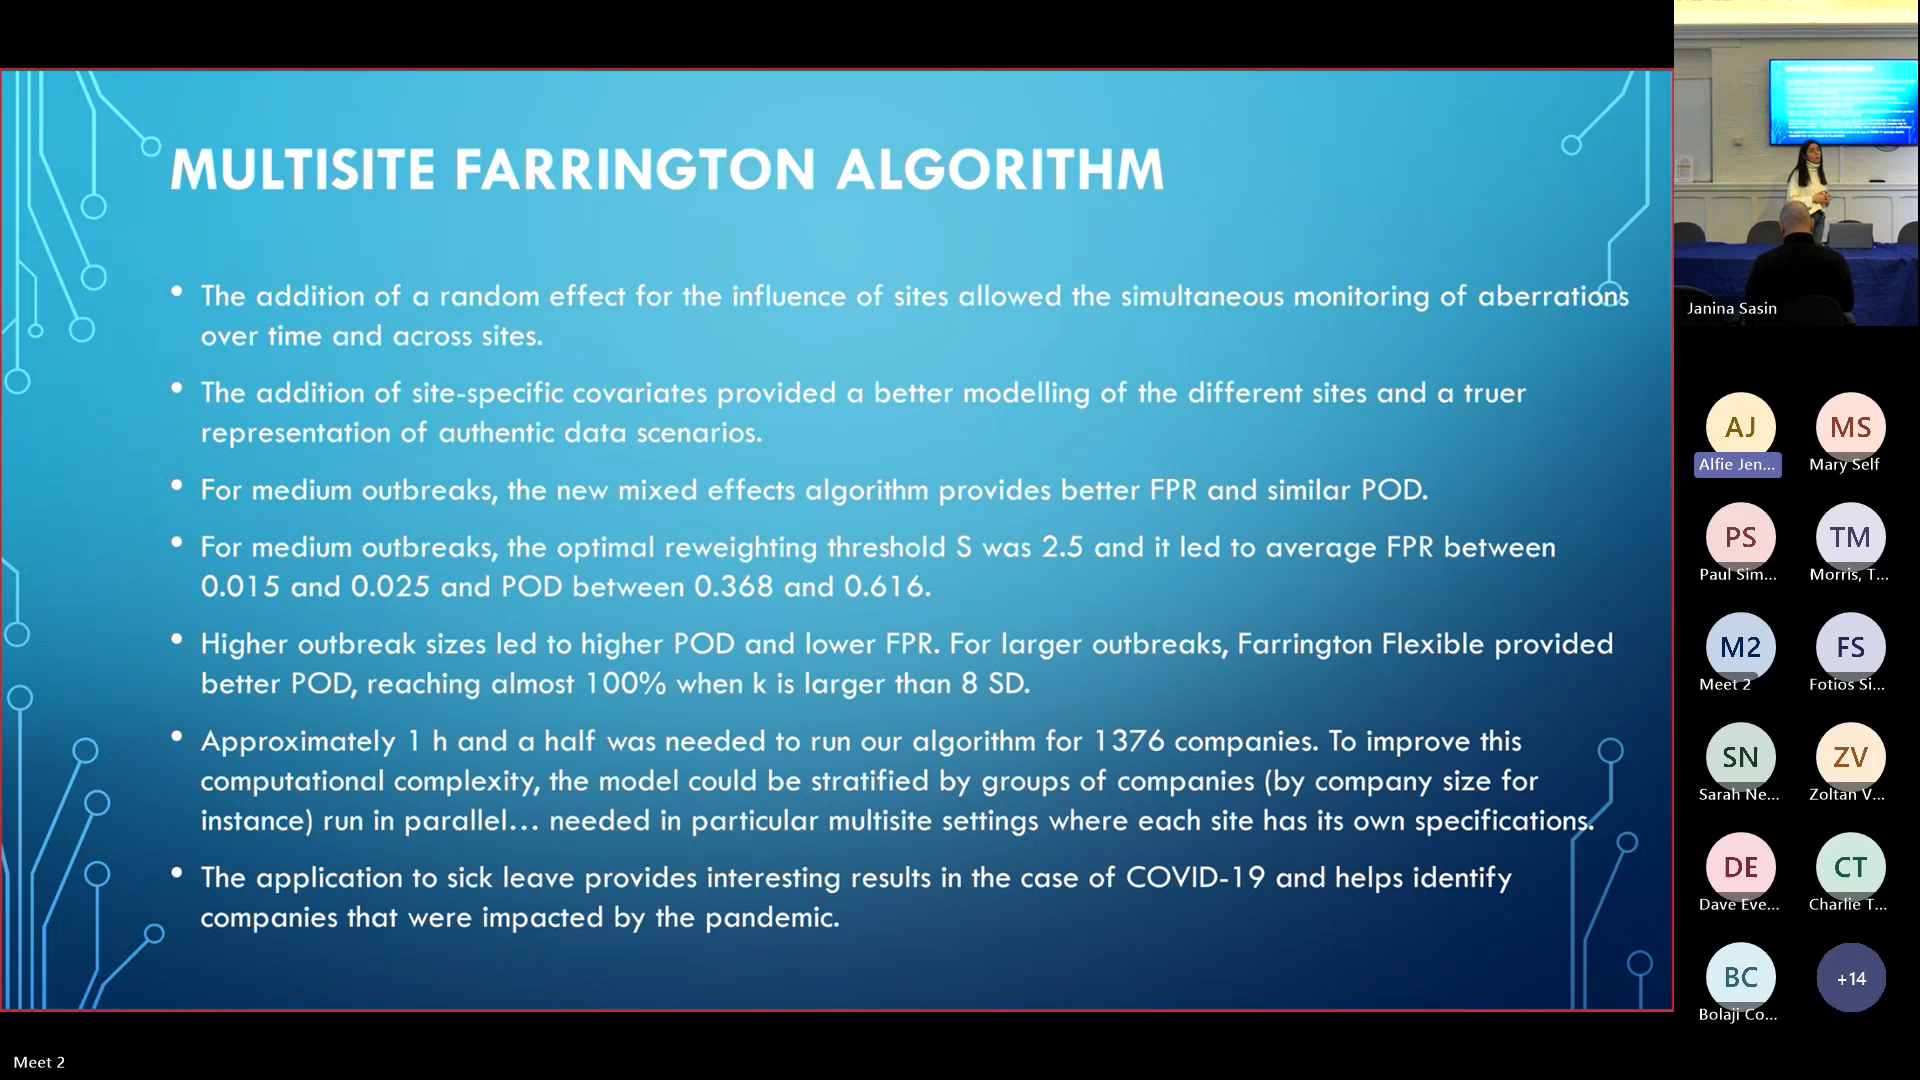 MULTISITE FARRINGTON ALGORITHM
• The addition of a random effect for the influence of sites allowed the simultaneous monitoring of aberrations
over time and across sites.
• The addition of site-specific covariates provided a better modelling of the different sites and a truer
representation of authentic data scenarios.
• For medium outbreaks, the new mixed effects algorithm provides better FPR and similar POD.
• For medium outbreaks, the optimal reweighting threshold S was 2.5 and it led to average FPR between
0.015 and 0.025 and POD between 0.368 and 0.616.
• Higher outbreak sizes led to higher POD and lower FPR. For larger outbreaks, Farrington Flexible provided
better POD, reaching almost 100% when k is larger than 8 SD.
• Approximately 1 h and a half was needed to run our algorithm for 1376 companies. To improve this
computational complexity, the model could be stratified by groups of companies (by company size for
instance) run in parallel… needed in particular multisite settings where each site has its own specifications.
• The application to sick leave provides interesting results in the case of COVID-19 and helps identify
companies that were impacted by the pandemic.
Meet 2
Janina Sasin
AJ
Alfie Jen...
MS
Mary Self
PS
Paul Sim...
TM
Morris, T...
M2
Meet 2
FS
Fotios Si...
SN
Sarah Ne...
ZV
Zoltan V...
DE
Dave Eve...
CT
Charlie T...
BC
Bolaji Co...
+14